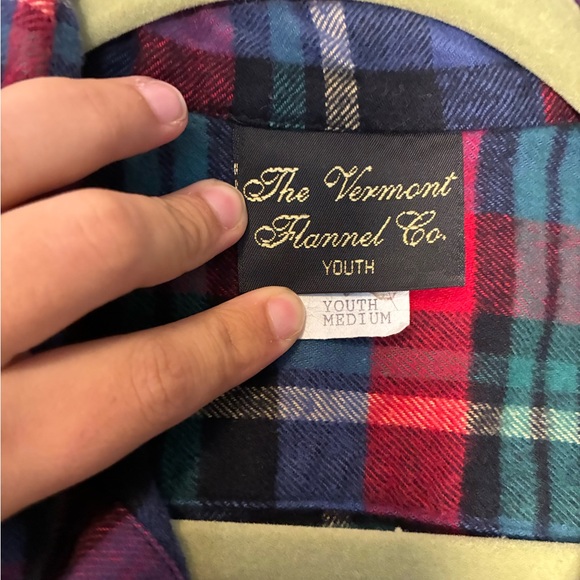 The Vermont
Flannel Co.
YOUTH
YOUTH
MEDIUM